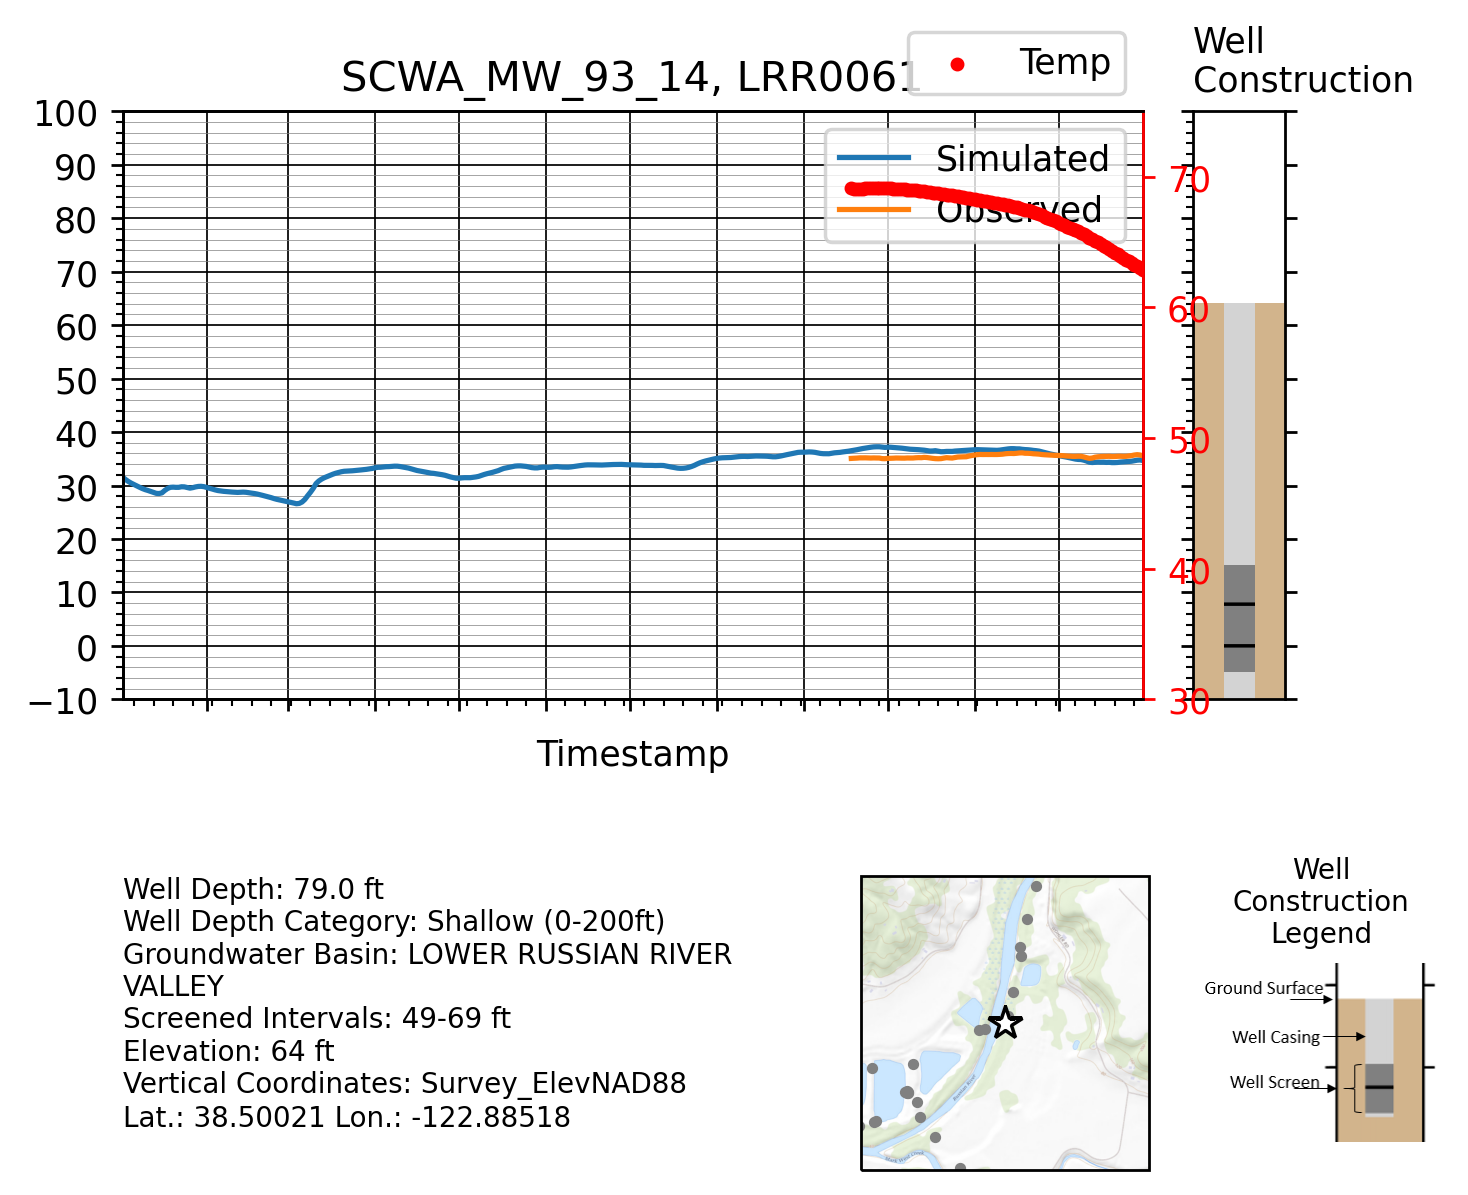 Well
Construction
Temp
SCWA_MW_93_14, LRR0061
Simulated
Observed
100
90
80
70
60
50
40
30
20
10
0
−10
70
60
50
40
30
Timestamp
Well Depth: 79.0 ft
Well Depth Category: Shallow (0-200ft)
Groundwater Basin: LOWER RUSSIAN RIVER
VALLEY
Screened Intervals: 49-69 ft
Elevation: 64 ft
Vertical Coordinates: Survey_ElevNAD88
Lat.: 38.50021 Lon.: -122.88518
Well
Construction
Legend
Ground Surface
Well Casing
Well Screen